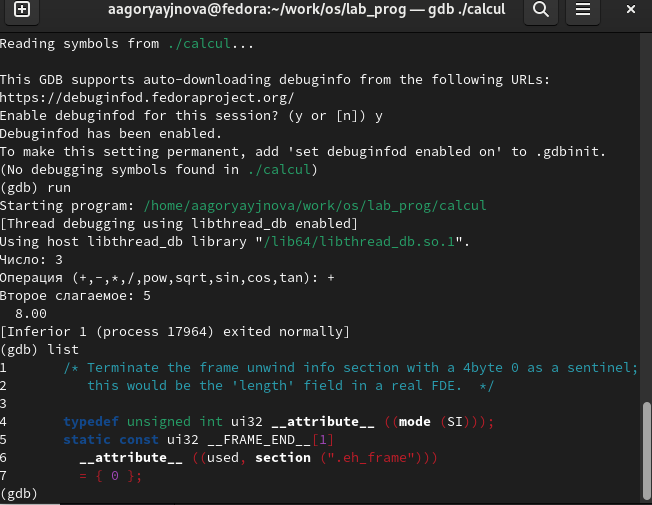 aagoryayjnova@fedora:~/work/os/lab_prog — gdb ./calcul
Reading symbols from ./calcul...
This GDB supports auto-downloading debuginfo from the following URLs:
https://debuginfod.fedoraproject.org/
Enable debuginfod for this session? (y or [n]) y
Debuginfod has been enabled.
To make this setting permanent, add 'set debuginfod enabled on' to .gdbinit.
(No debugging symbols found in ./calcul)
(gdb) run
Starting program: /home/aagoryayjnova/work/os/lab_prog/calcul
[Thread debugging using libthread_db enabled]
Using host libthread_db library "/lib64/libthread_db.so.1".
Число: 3
Операция (+,-,*,/,pow,sqrt,sin,cos,tan): +
Второе слагаемое: 5
  8.00
[Inferior 1 (process 17964) exited normally]
(gdb) list
1       /* Terminate the frame unwind info section with a 4byte 0 as a sentinel;
2          this would be the 'length' field in a real FDE.  */
3
4       typedef unsigned int ui32 __attribute__ ((mode (SI)));
5       static const ui32 __FRAME_END__[1]
6         __attribute__ ((used, section (".eh_frame")))
7         = { 0 };
(gdb)